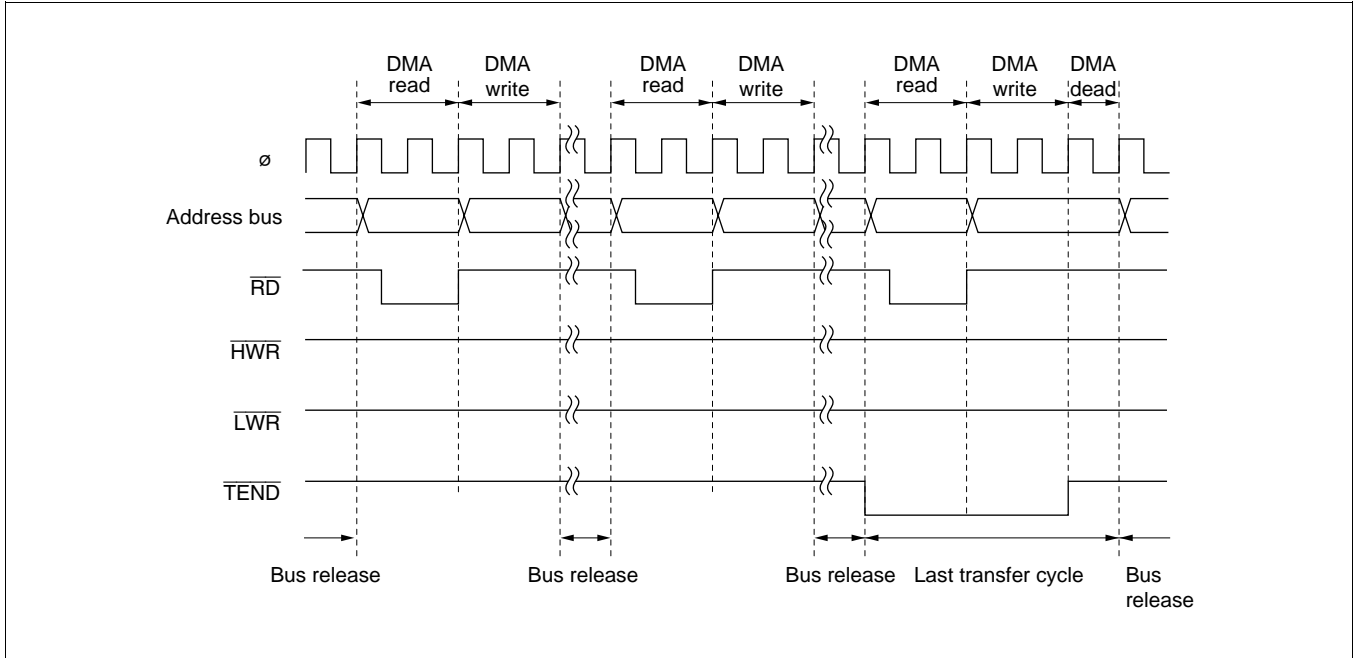 DMA DMA DMA DMA DMA DMA DMA
read write read write read write dead
ø
Address bus
RD
HWR
LWR
TEND
Bus release Bus release Bus release Last transfer cycle Bus
release